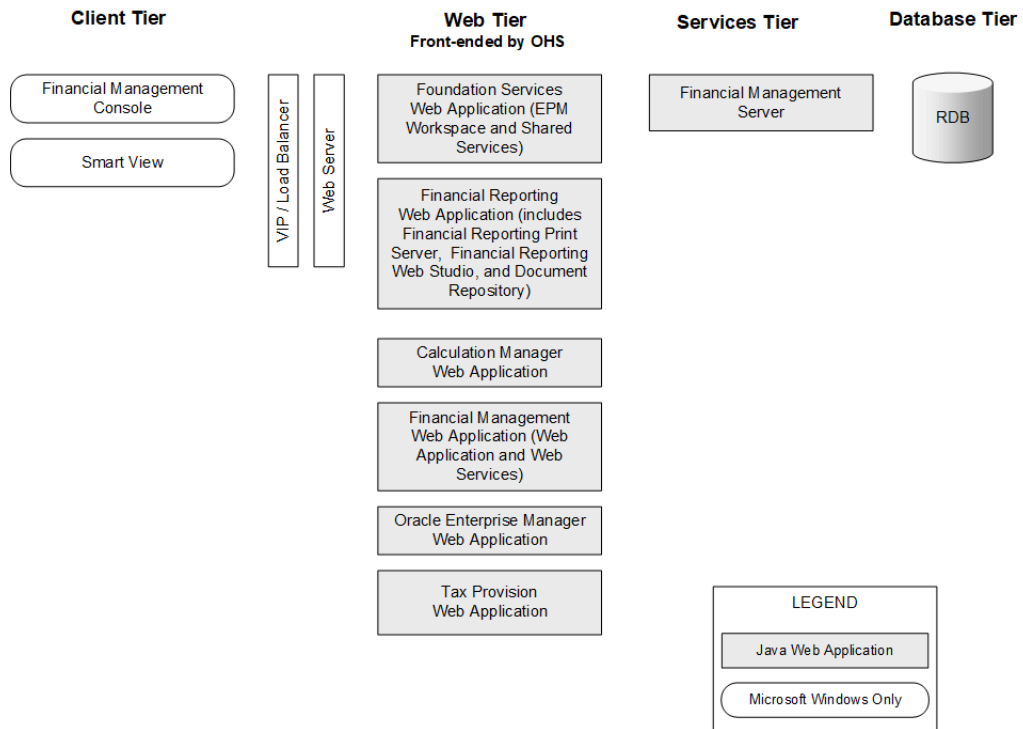 Client Tier
Web Tier
Front-ended by OHS
Services Tier
Database Tier
Financial Management
Console
Smart View
VIP / Load Balancer
Web Server
Foundation Services
Web Application (EPM
Workspace and Shared
Services)
Financial Reporting
Web Application (includes
Financial Reporting Print
Server, Financial Reporting
Web Studio, and Document
Repository)
Calculation Manager
Web Application
Financial Management
Web Application (Web
Application and Web
Services)
Oracle Enterprise Manager
Web Application
Tax Provision
Web Application
Financial Management
Server
RDB
LEGEND
Java Web Application
Microsoft Windows Only